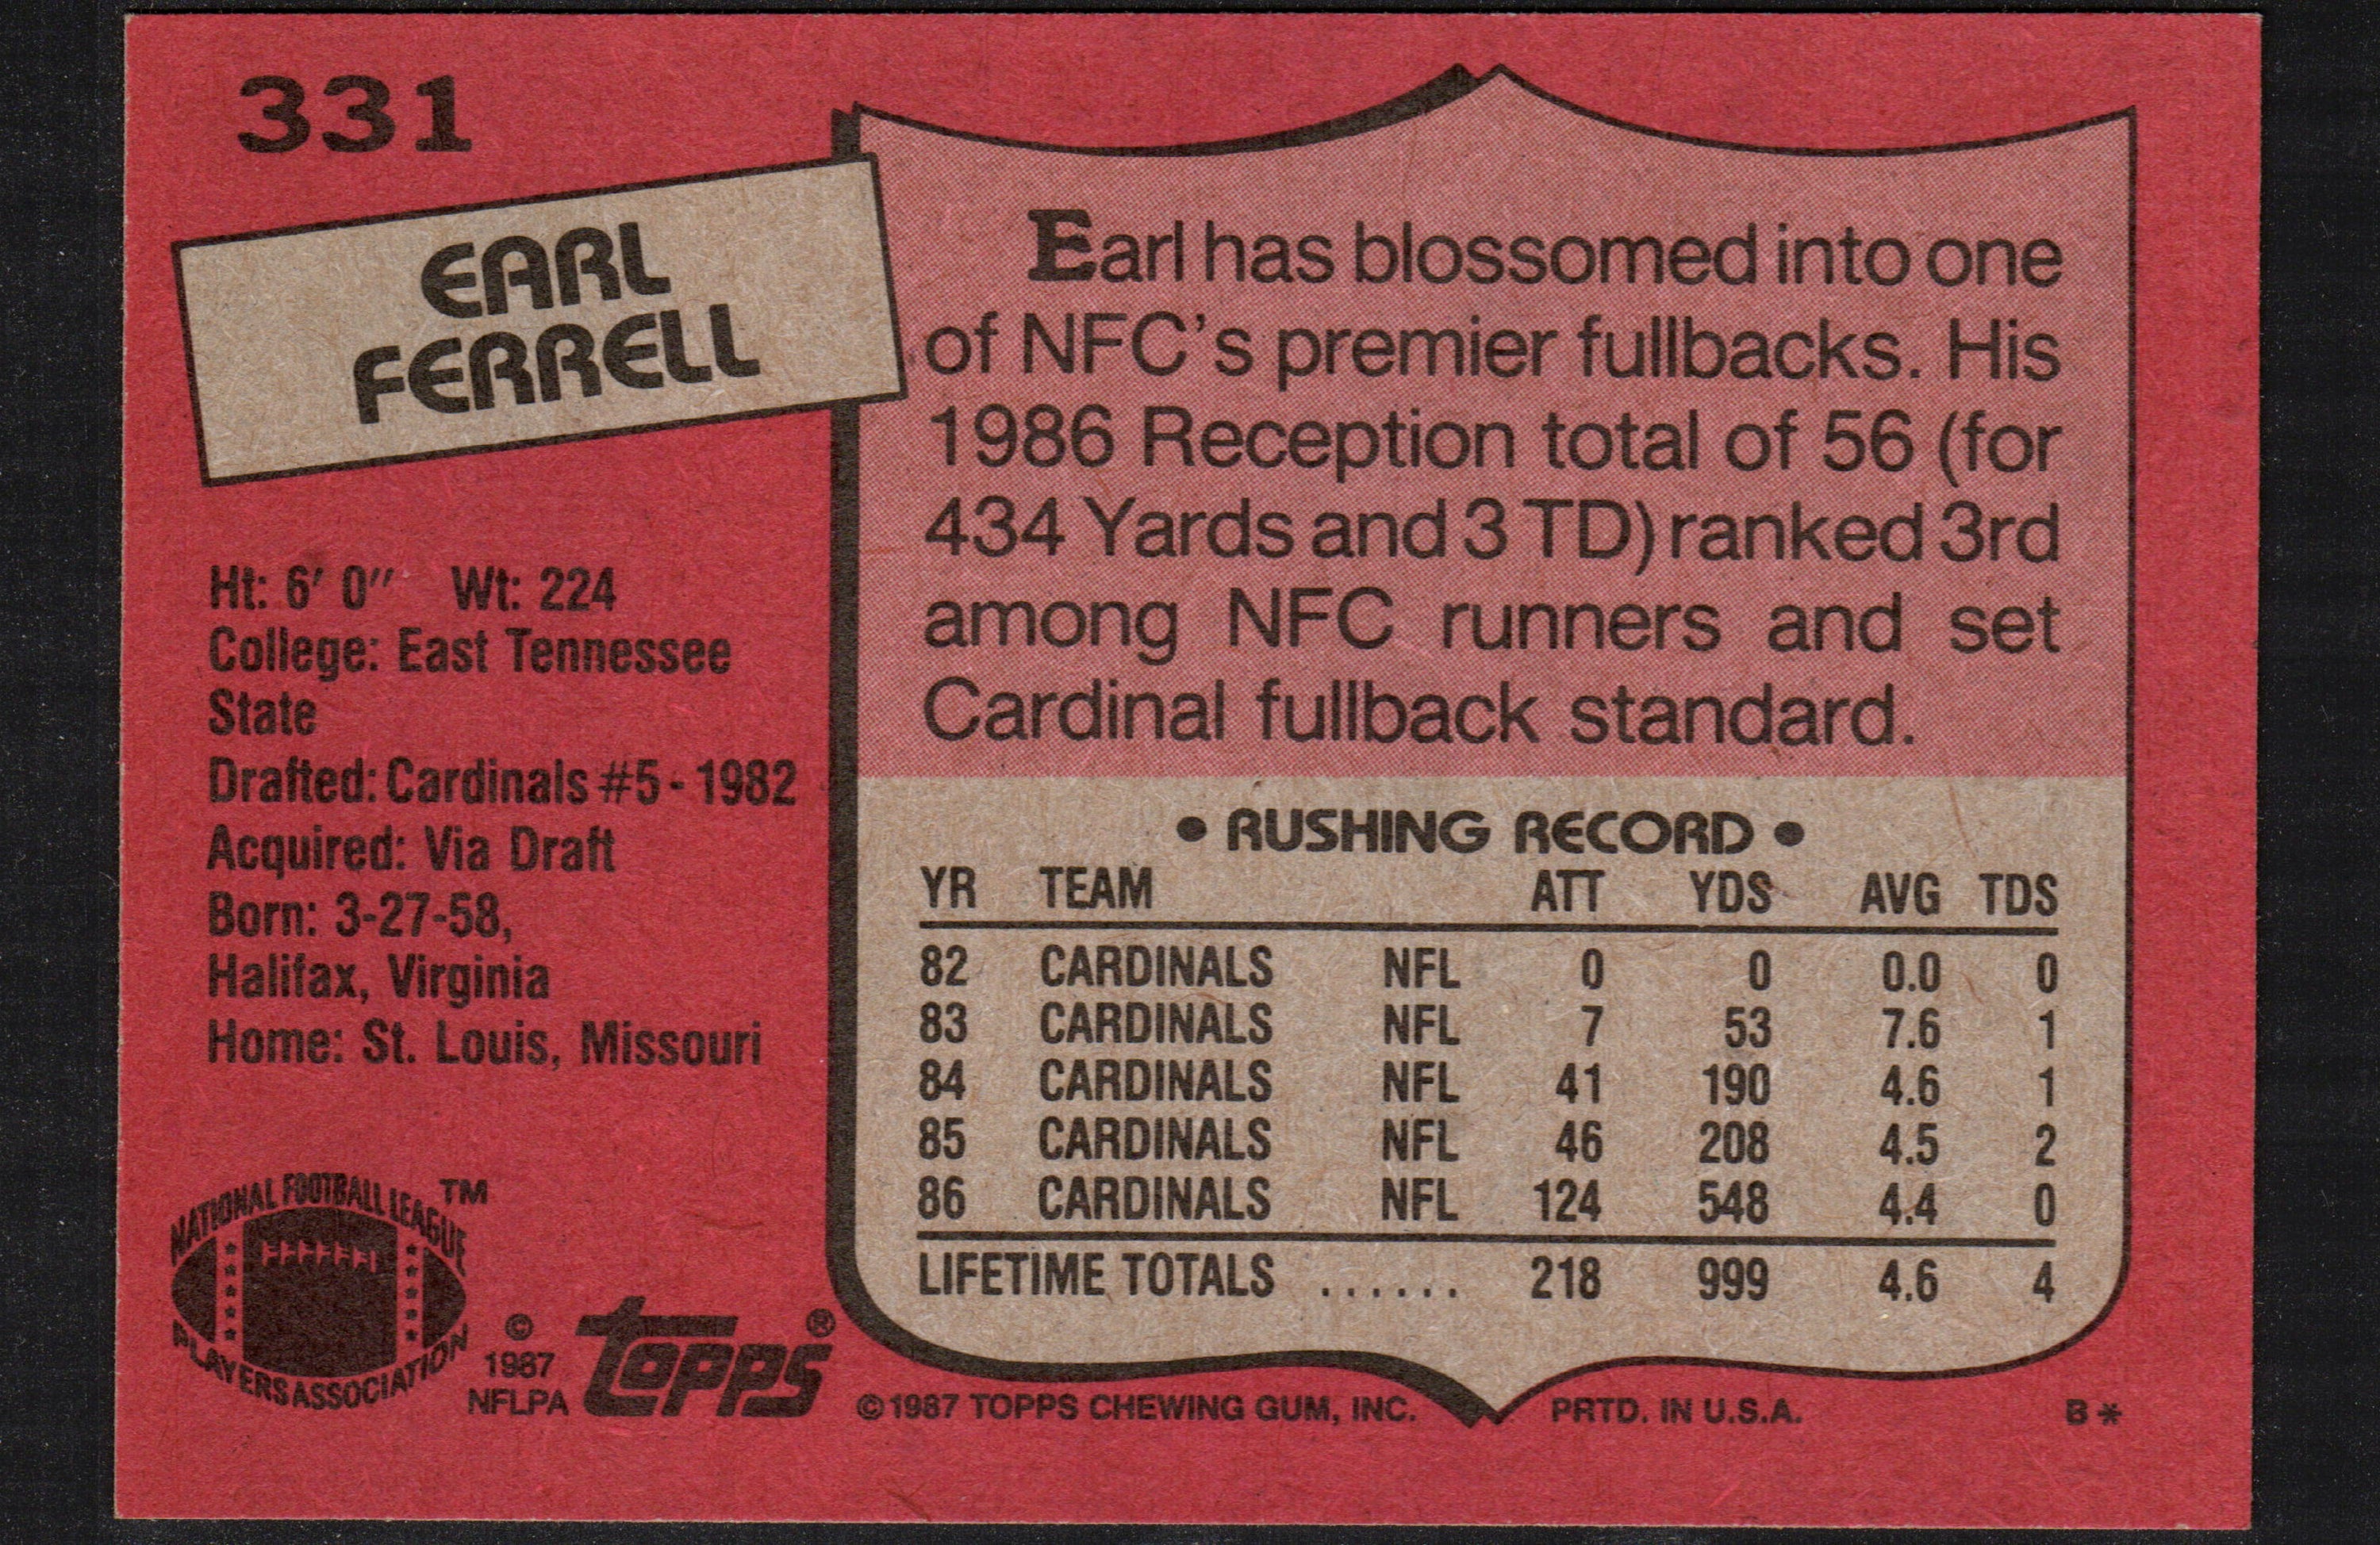 331
EARL
FERRELL
Ht: 6' 0" Wt: 224
College: East Tennessee
State
Drafted: Cardinals #5 - 1982
Acquired: Via Draft
Born: 3-27-58,
Halifax, Virginia
Home: St. Louis, Missouri
NATIONAL FOOTBALL LEAGUE TM
PLAYERS ASSOCIATION
©
1987
NFLPA
topps®
Earl has blossomed into one
of NFC's premier fullbacks. His
1986 Reception total of 56 (for
434 Yards and 3 TD) ranked 3rd
among NFC runners and set
Cardinal fullback standard.
• RUSHING RECORD •
YR TEAM ATT YDS AVG TDS
82 CARDINALS NFL 0 0 0.0 0
83 CARDINALS NFL 7 53 7.6 1
84 CARDINALS NFL 41 190 4.6 1
85 CARDINALS NFL 46 208 4.5 2
86 CARDINALS NFL 124 548 4.4 0
LIFETIME TOTALS ...... 218 999 4.6 4
©1987 TOPPS CHEWING GUM, INC. PRTD. IN U.S.A. B*